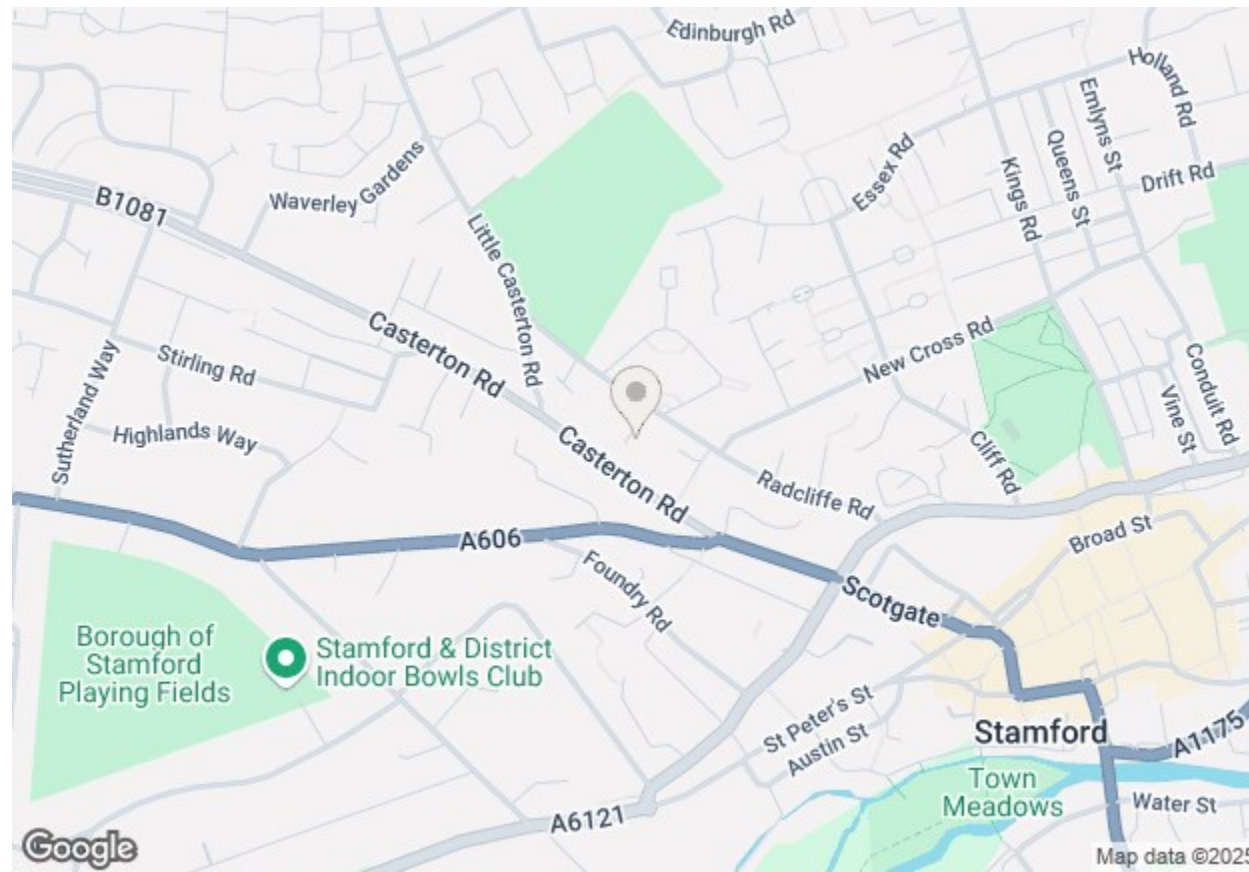 Edinburgh Rd
Holland Rd
Emlyns St
Queens St
Kings Rd
Drift Rd
Essex Rd
Waverley Gardens
B1081
Little Casterton Rd
Casterton Rd
Stirling Rd
Sutherland Way
Highlands Way
New Cross Rd
Conduit Rd
Vine St
Cliff Rd
Casterton Rd
Radcliffe Rd
A606
Broad St
Foundry Rd
Scotgate
Borough of
Stamford
Playing Fields
Stamford & District
Indoor Bowls Club
St Peter's St
Austin St
Stamford
A1175
Town
Meadows
Water St
A6121
Google
Map data ©2025